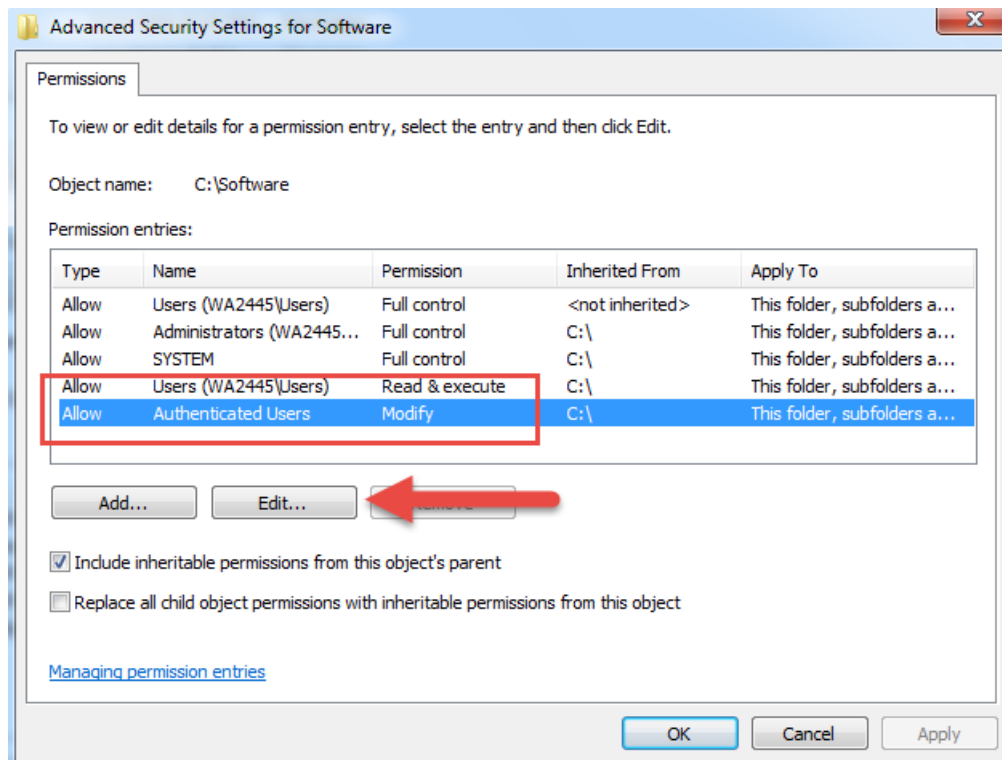 Advanced Security Settings for Software
Permissions
To view or edit details for a permission entry, select the entry and then click Edit.
Object name: C:\Software
Permission entries:
Type Name Permission Inherited From Apply To
Allow Users (WA2445\Users) Full control <not inherited> This folder, subfolders a...
Allow Administrators (WA2445... Full control C:\ This folder, subfolders a...
Allow SYSTEM Full control C:\ This folder, subfolders a...
Allow Users (WA2445\Users) Read & execute C:\ This folder, subfolders a...
Allow Authenticated Users Modify C:\ This folder, subfolders a...
Add... Edit...
Include inheritable permissions from this object's parent
Replace all child object permissions with inheritable permissions from this object
Managing permission entries
OK Cancel Apply